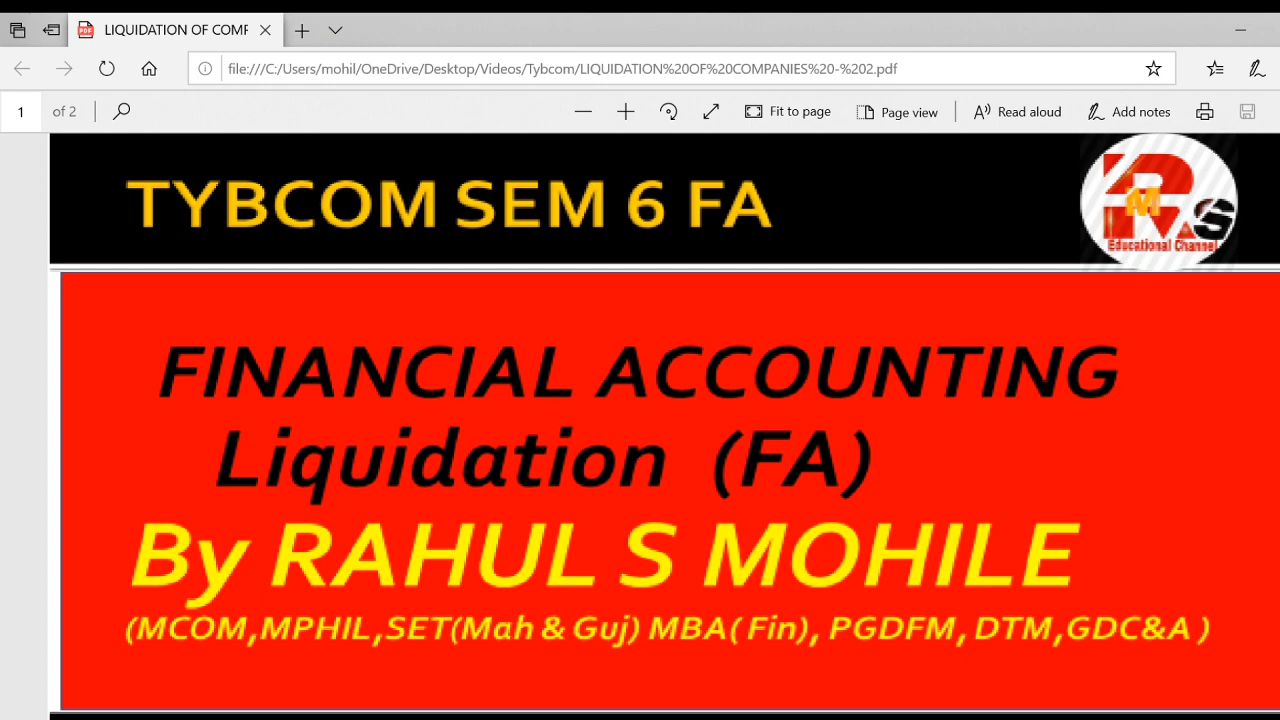 LIQUIDATION OF COMF
file:///C:/Users/mohil/OneDrive/Desktop/Videos/Tybcom/LIQUIDATION%20OF%20COMPANIES%20-%202.pdf
1 of 2 Fit to page Page view Read aloud Add notes
TYBCOM SEM 6 FA
R M S
Educational Channel
FINANCIAL ACCOUNTING
Liquidation (FA)
By RAHUL S MOHILE
(MCOM,MPHIL,SET(Mah & Guj) MBA( Fin), PGDFM, DTM,GDC&A )